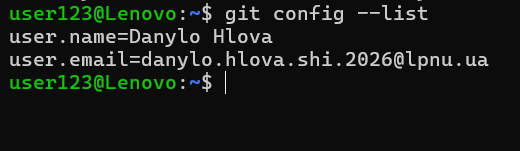 user123@Lenovo:~$ git config --list
user.name=Danylo Hlova
user.email=danylo.hlova.shi.2026@lpnu.ua
user123@Lenovo:~$